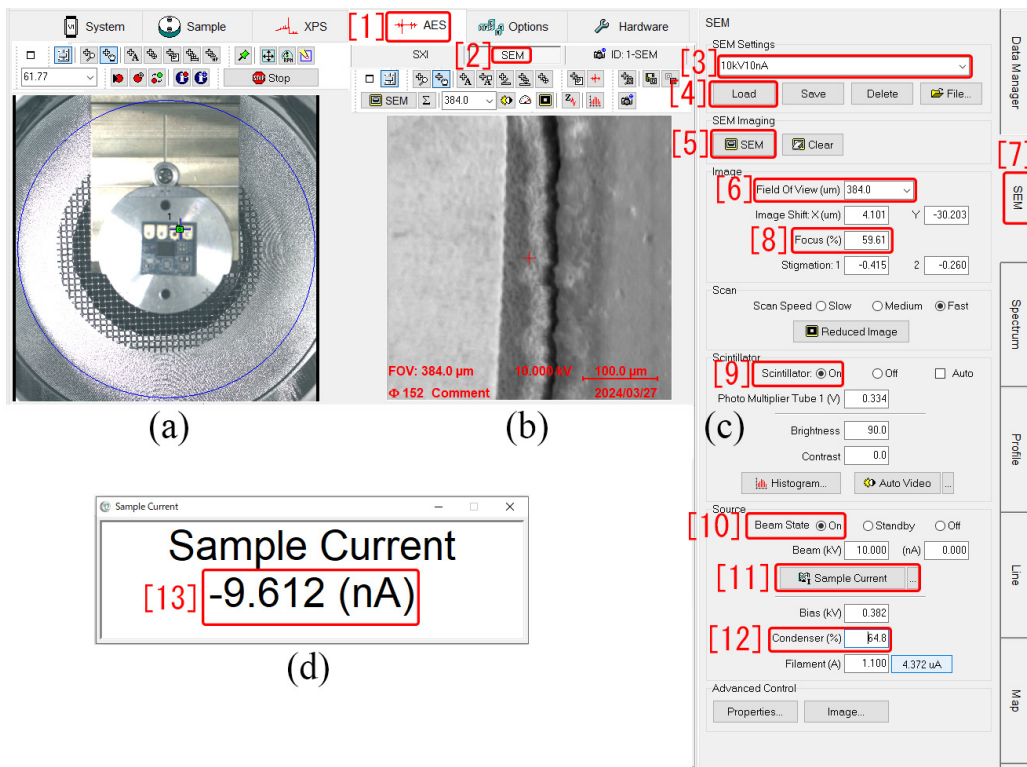 System Sample XPS
61.77 Stop
1
(a)
[1] AES Options Hardware
[2] SXI SEM ID: 1-SEM
SEM Σ 384.0
FOV: 384.0 µm 10.000 kV 100.0 µm
Φ 152 Comment 2024/03/27
(b)
SEM
SEM Settings
[3] 10kV10nA
[4] Load Save Delete File...
SEM Imaging
[5] SEM Clear
Image
[6] Field Of View (um) 384.0
Image Shift: X (um) 4.101 Y -30.203
[8] Focus (%) 59.61
Stigmation: 1 -0.415 2 -0.260
Scan
Scan Speed Slow Medium Fast
Reduced Image
Scintillator
[9] Scintillator: On Off Auto
Photo Multiplier Tube 1 (V) 0.334
(c)
Brightness 90.0
Contrast 0.0
Histogram... Auto Video ...
Source
[10] Beam State On Standby Off
Beam (kV) 10.000 (nA) 0.000
[11] Sample Current ...
Bias (kV) 0.382
[12] Condenser (%) 64.8
Filament (A) 1.100 4.372 uA
Advanced Control
Properties... Image...
Data Manager
[7]
SEM
Spectrum
Profile
Line
Map
Sample Current
Sample Current
[13] -9.612 (nA)
(d)